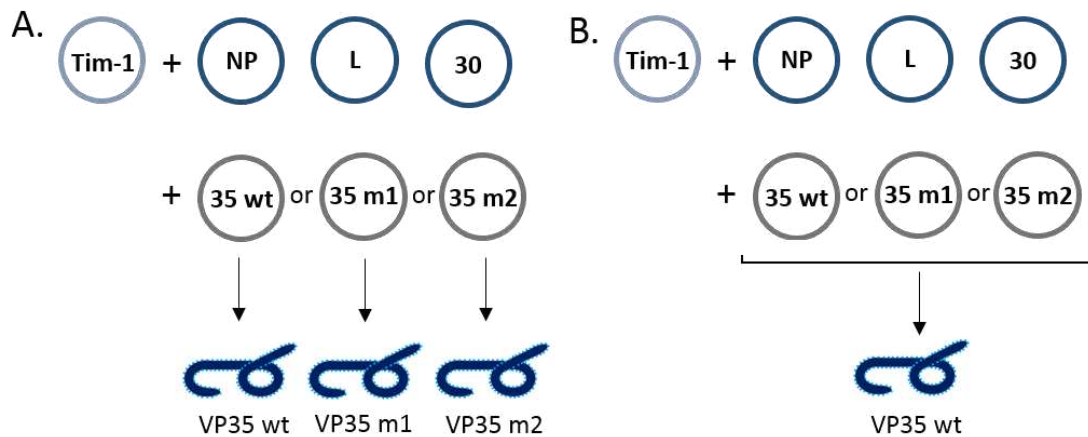 A.
Tim-1 + NP L 30
+ 35 wt or 35 m1 or 35 m2
VP35 wt VP35 m1 VP35 m2
B.
Tim-1 + NP L 30
+ 35 wt or 35 m1 or 35 m2
VP35 wt